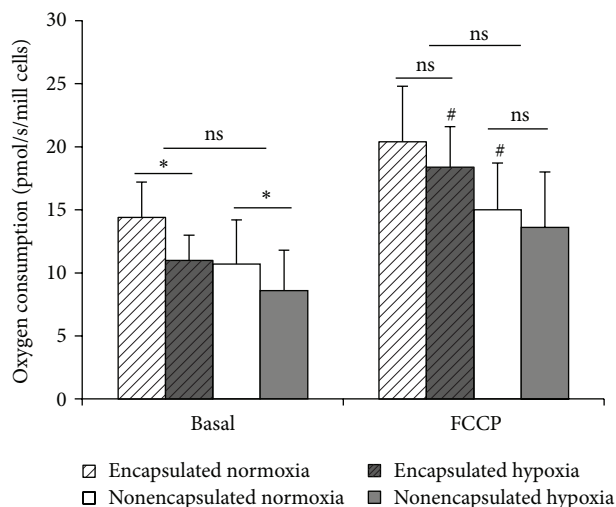 Oxygen consumption (pmol/s/mill cells)
30
25
20
15
10
5
0
ns
*
*
ns
ns
#
ns
#
Basal
FCCP
Encapsulated normoxia
Encapsulated hypoxia
Nonencapsulated normoxia
Nonencapsulated hypoxia